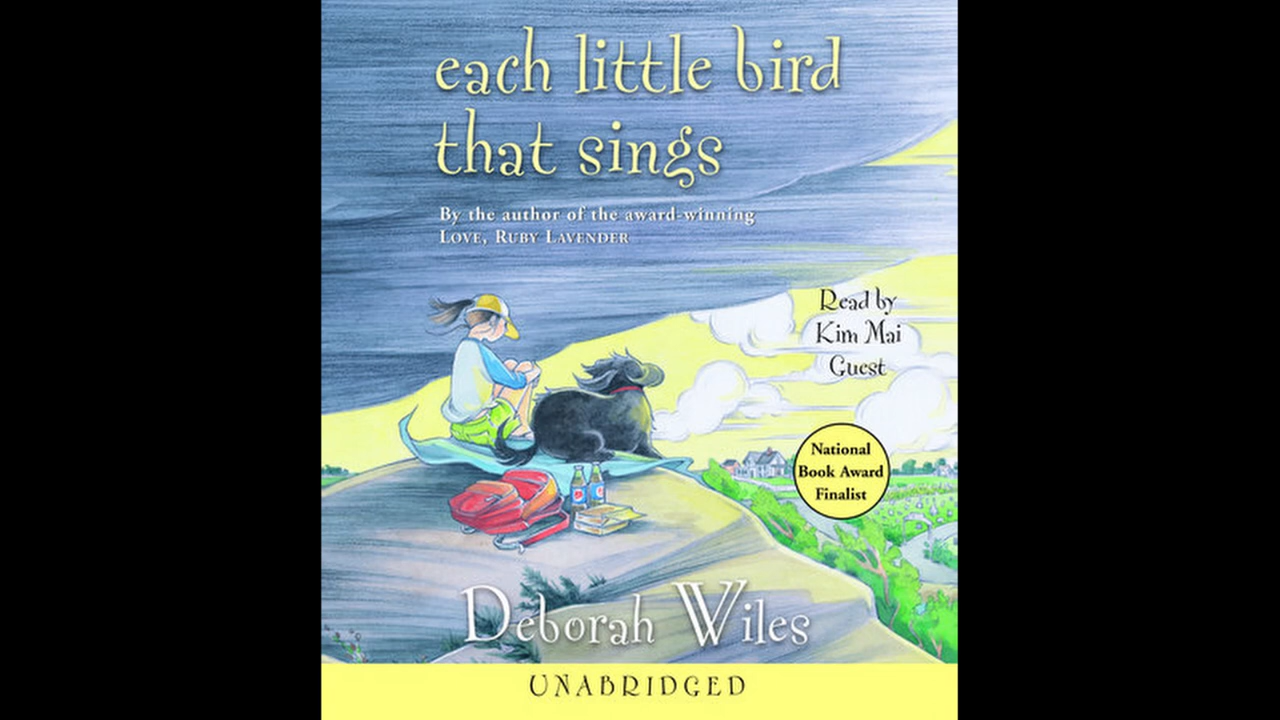 each little bird
that sings
By the author of the award-winning
LOVE, RUBY LAVENDER
Read by
Kim Mai
Guest
National
Book Award
Finalist
Deborah Wiles
UNABRIDGED